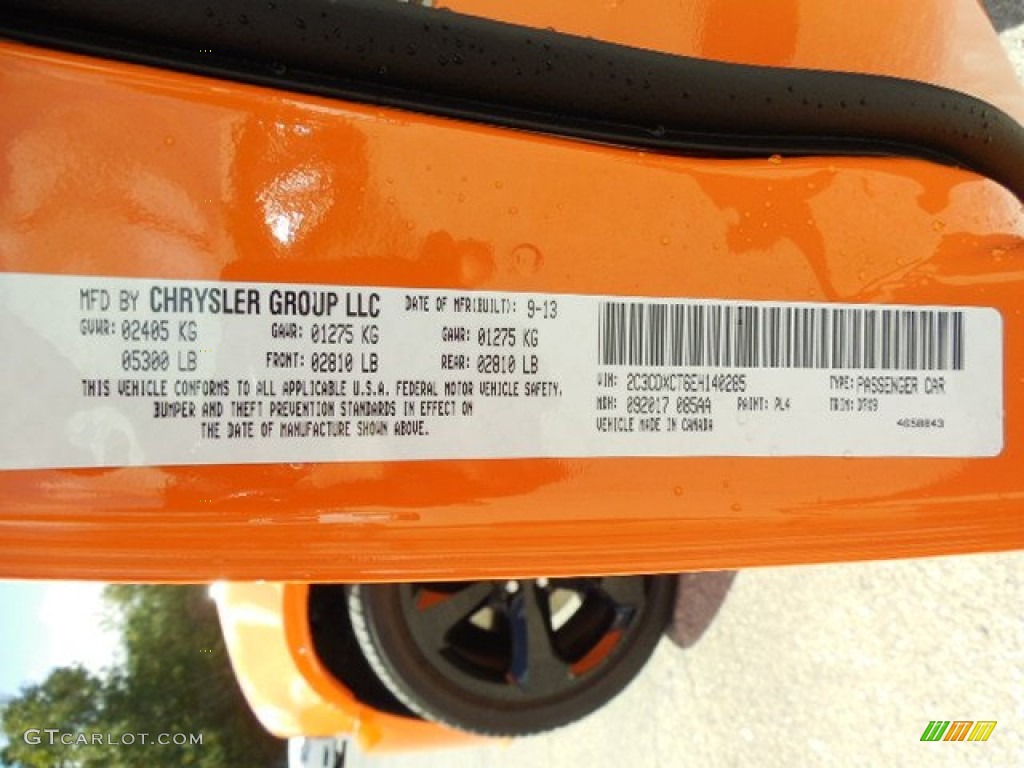 MFD BY CHRYSLER GROUP LLC DATE OF MFR(BUILT): 9-13
GVWR: 02405 KG GAWR: 01275 KG GAWR: 01275 KG
05300 LB FRONT: 02810 LB REAR: 02810 LB
THIS VEHICLE CONFORMS TO ALL APPLICABLE U.S.A. FEDERAL MOTOR VEHICLE SAFETY,
BUMPER AND THEFT PREVENTION STANDARDS IN EFFECT ON
THE DATE OF MANUFACTURE SHOWN ABOVE.
VIN: 2C3CDXCT6EH140285 TYPE: PASSENGER CAR
MDH: 092017 085AA PAINT: PL4 TRIM:
VEHICLE MADE IN CANADA 4658843
GTCARLOT.COM